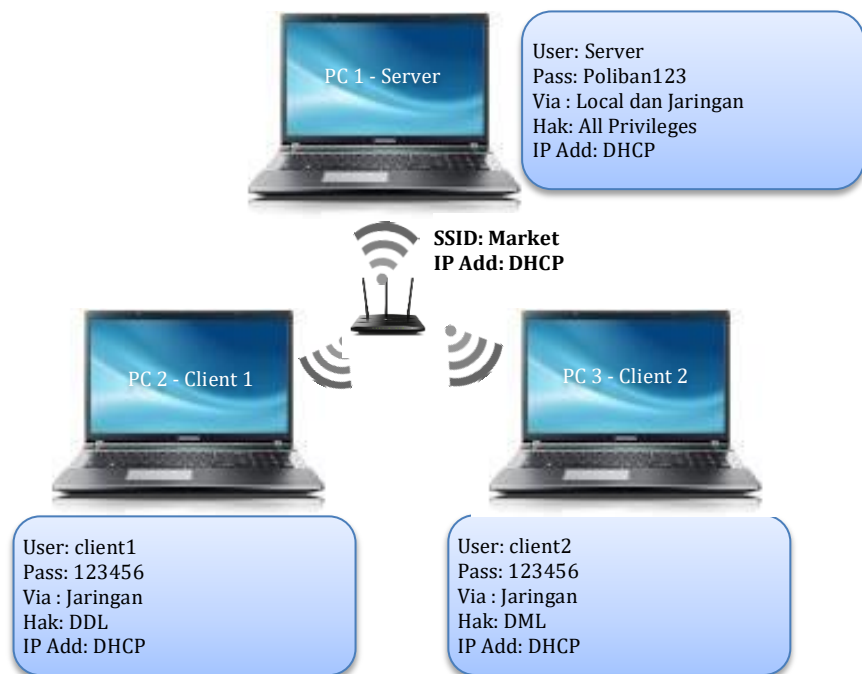 PC 1 - Server
User: Server
Pass: Poliban123
Via : Local dan Jaringan
Hak: All Privileges
IP Add: DHCP
SSID: Market
IP Add: DHCP
PC 2 - Client 1
PC 3 - Client 2
User: client1
Pass: 123456
Via : Jaringan
Hak: DDL
IP Add: DHCP
User: client2
Pass: 123456
Via : Jaringan
Hak: DML
IP Add: DHCP